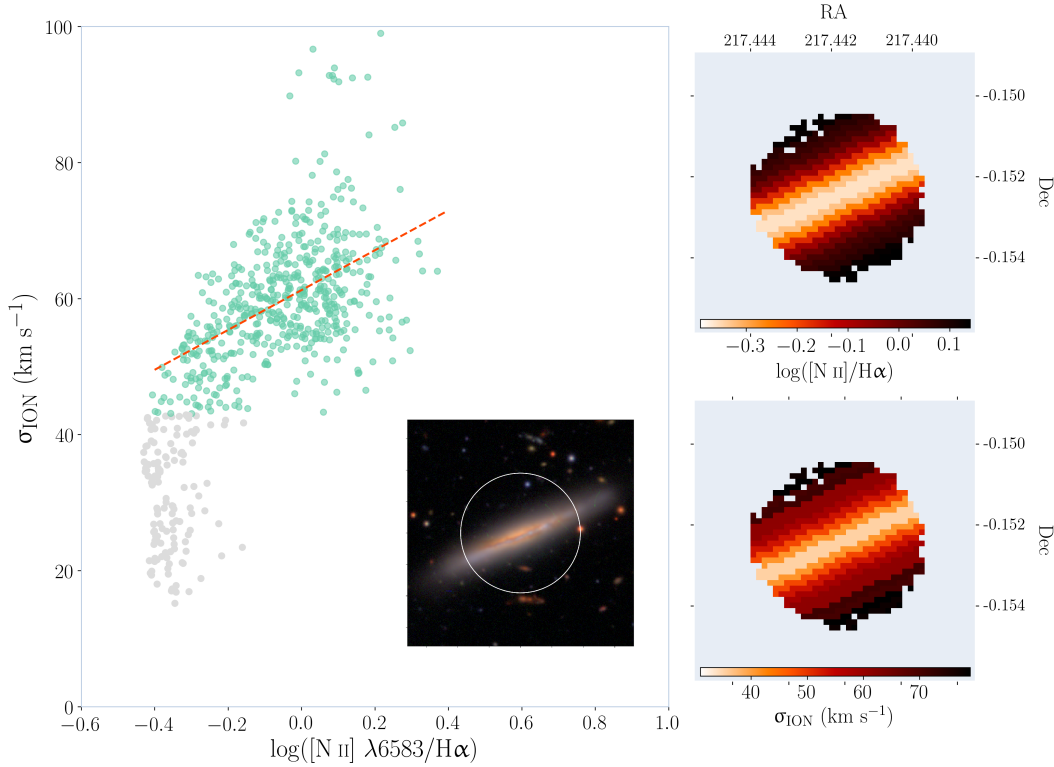 100
80
60
40
20
0
σION (km s−1)
−0.6 −0.4 −0.2 0.0 0.2 0.4 0.6 0.8 1.0
log([N II] λ6583/Hα)
RA
217.444 217.442 217.440
-0.150
-0.152
-0.154
Dec
−0.3 −0.2 −0.1 0.0 0.1
log([N II]/Hα)
-0.150
-0.152
-0.154
Dec
40 50 60 70
σION (km s−1)